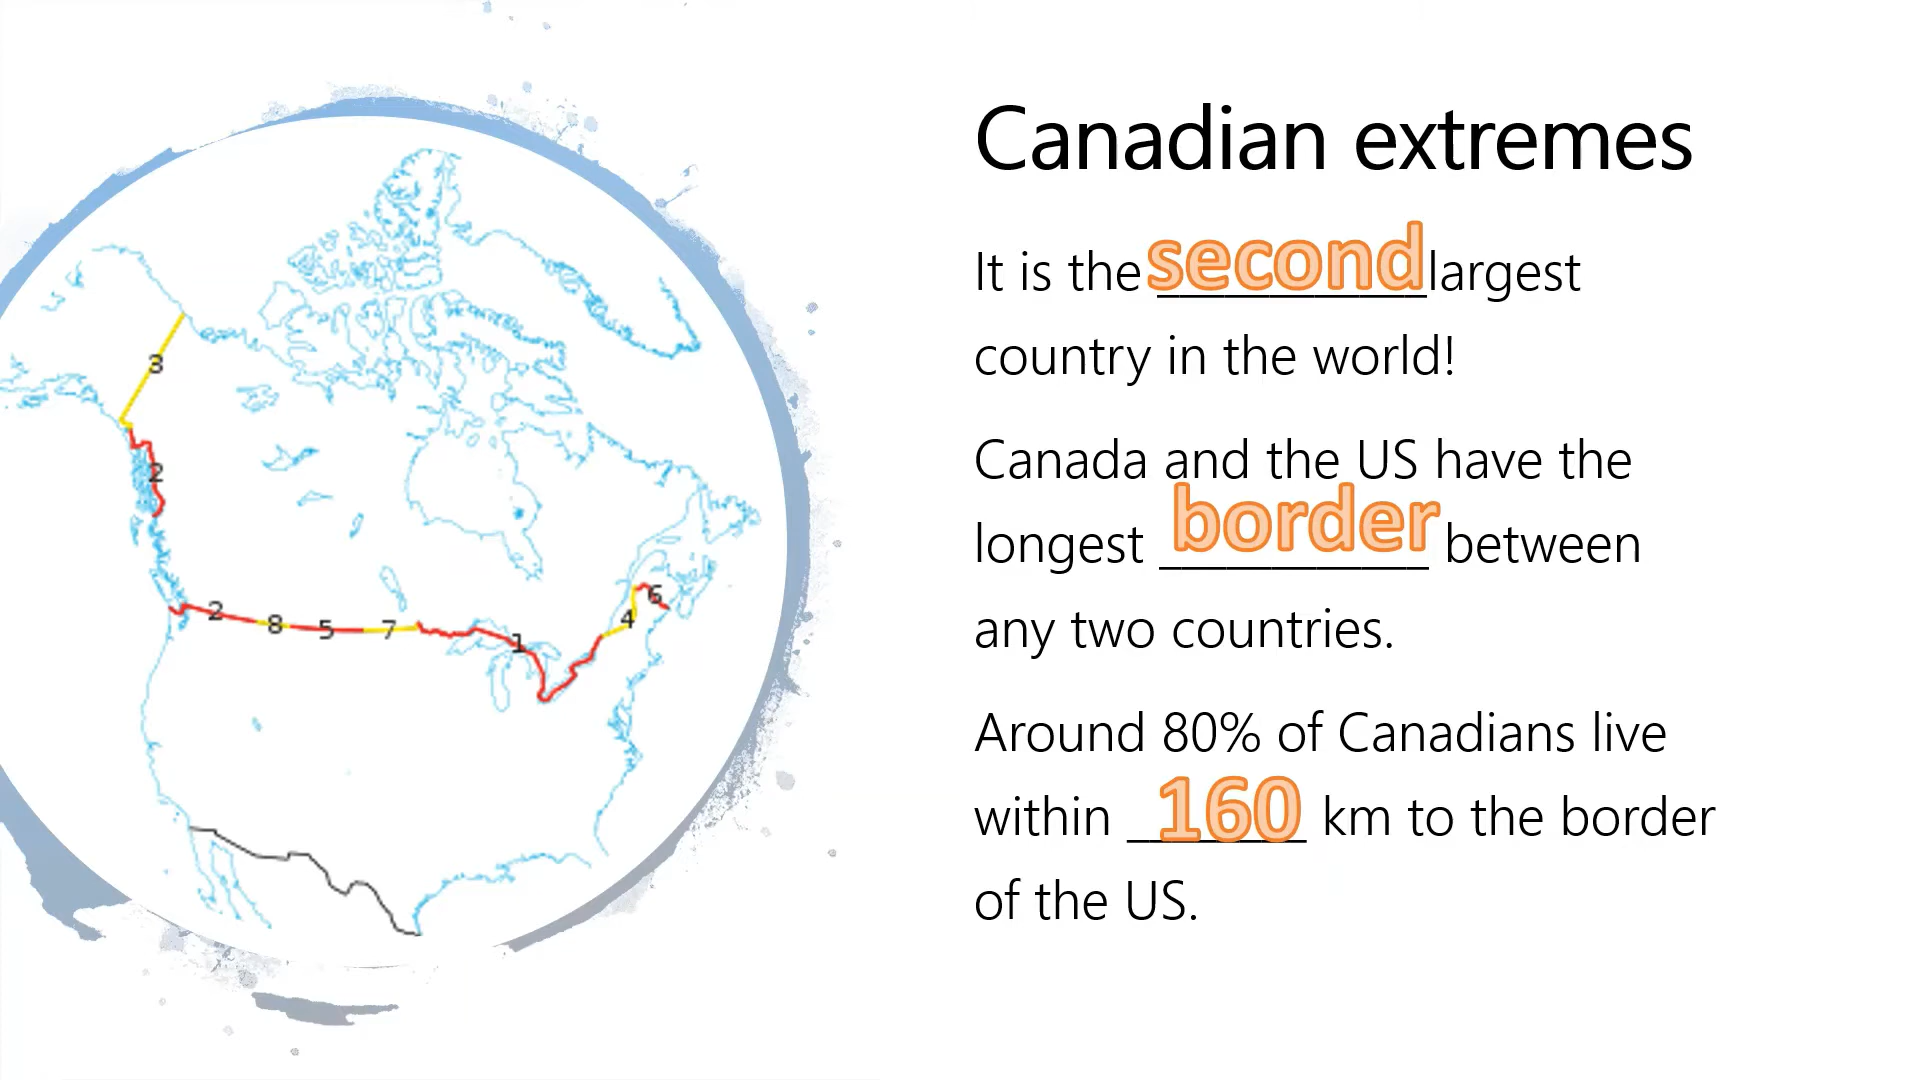 Canadian extremes
It is the second largest
country in the world!
Canada and the US have the
longest border between
any two countries.
Around 80% of Canadians live
within 160 km to the border
of the US.
3
2
2
8
5
7
1
4
6